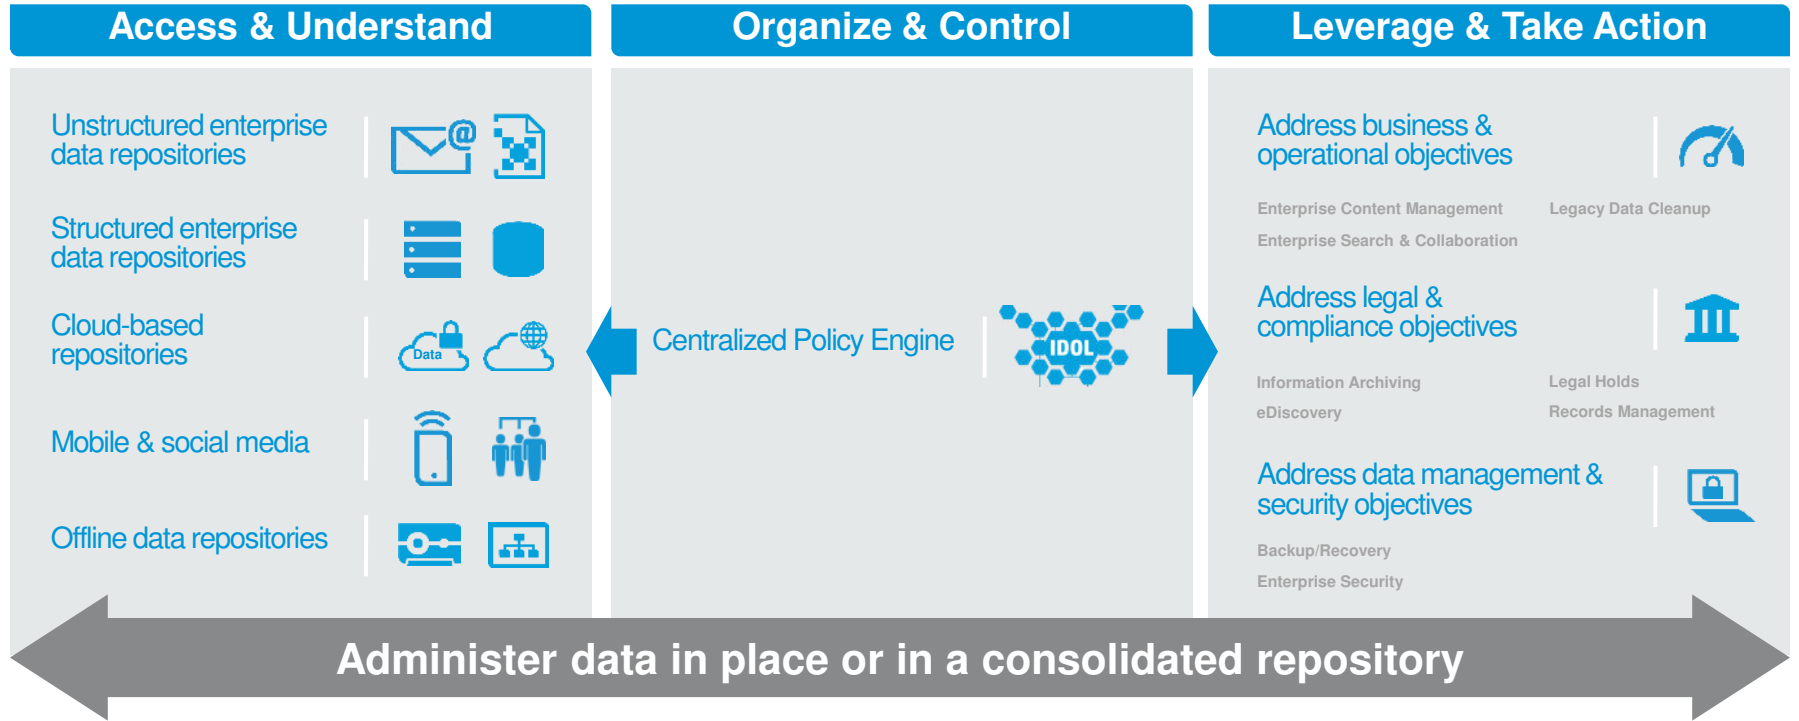 Access & Understand
Unstructured enterprise
data repositories
@
Structured enterprise
data repositories
Cloud-based
repositories
Data
Mobile & social media
Offline data repositories
Organize & Control
Centralized Policy Engine
IDOL
Leverage & Take Action
Address business &
operational objectives
Enterprise Content Management
Legacy Data Cleanup
Enterprise Search & Collaboration
Address legal &
compliance objectives
Information Archiving
Legal Holds
eDiscovery
Records Management
Address data management &
security objectives
Backup/Recovery
Enterprise Security
Administer data in place or in a consolidated repository